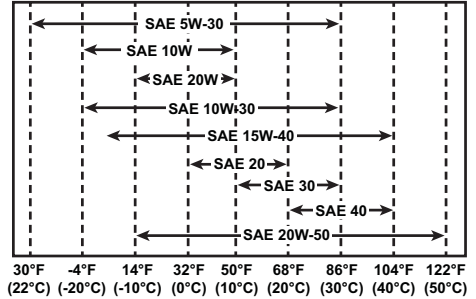 SAE 5W-30
SAE 10W
SAE 20W
SAE 10W-30
SAE 15W-40
SAE 20
SAE 30
SAE 40
SAE 20W-50
30°F -4°F 14°F 32°F 50°F 68°F 86°F 104°F 122°F
(22°C) (-20°C) (-10°C) (0°C) (10°C) (20°C) (30°C) (40°C) (50°C)